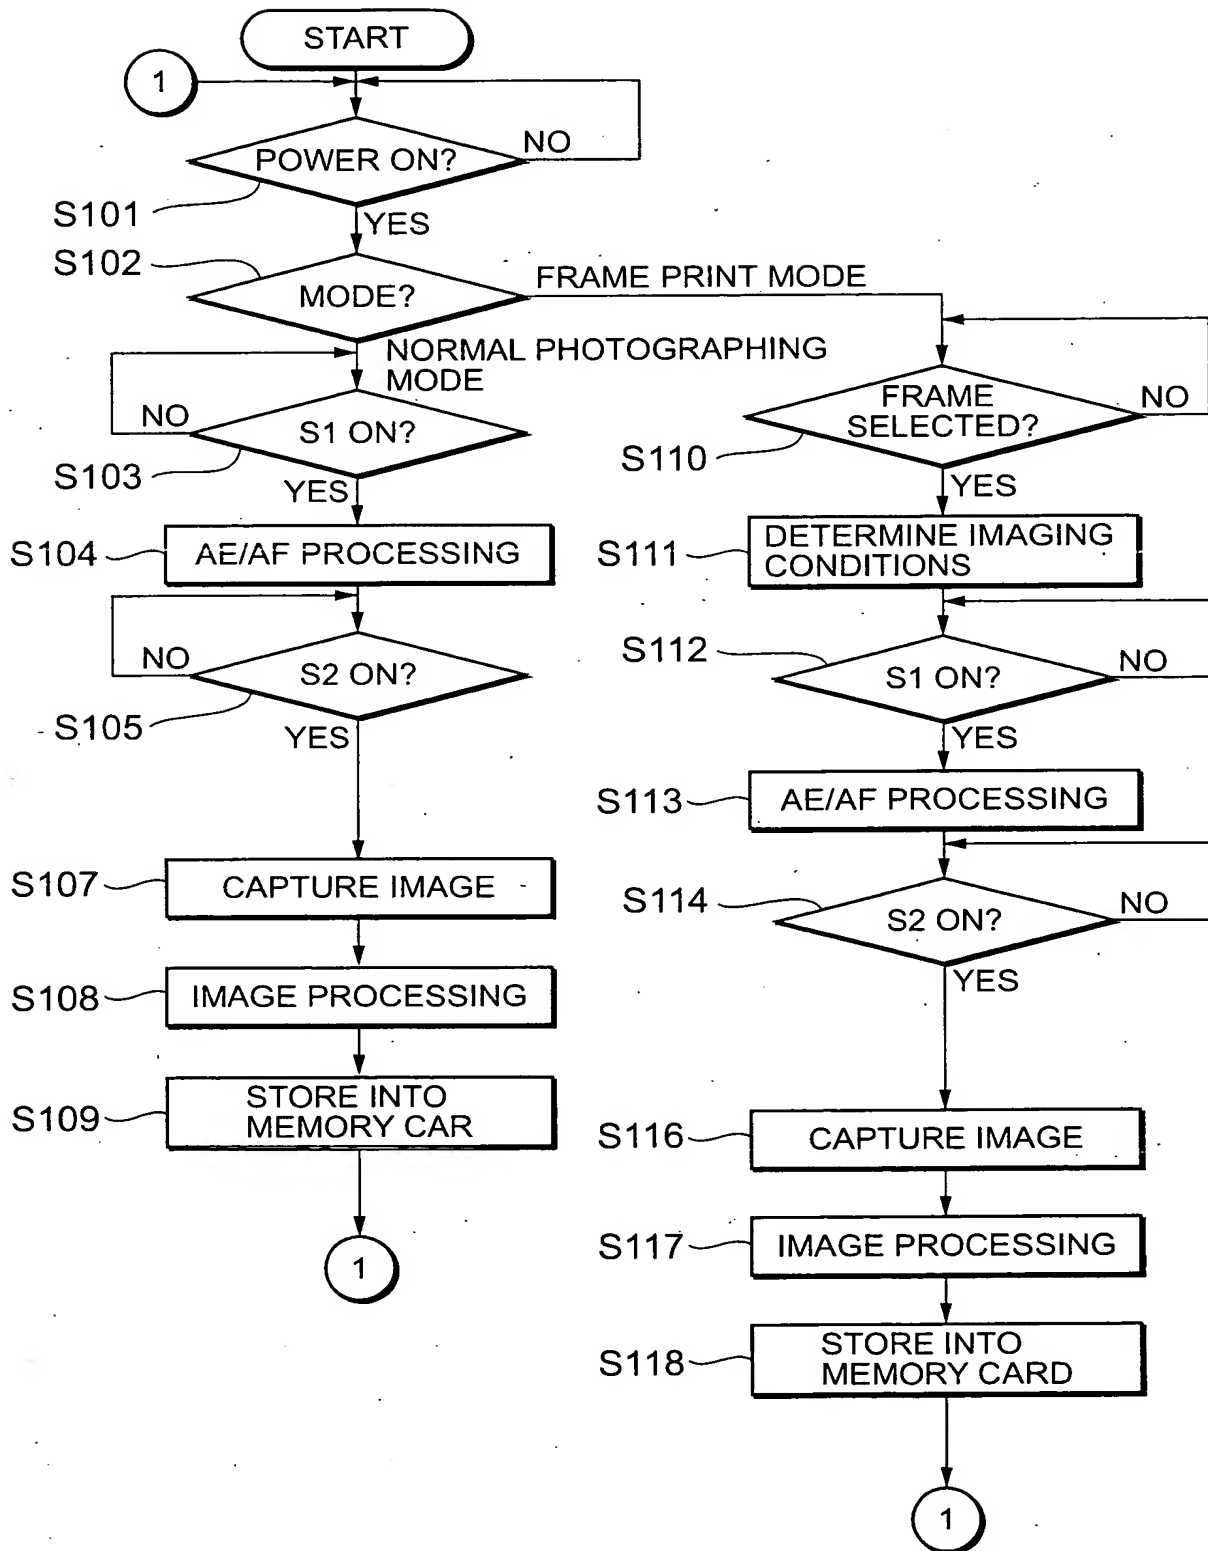 START
1
POWER ON?
NO
S101
YES
S102
MODE?
FRAME PRINT MODE
NORMAL PHOTOGRAPHING
MODE
NO
S1 ON?
S103
YES
S104
AE/AF PROCESSING
NO
S2 ON?
S105
YES
S107
CAPTURE IMAGE
S108
IMAGE PROCESSING
S109
STORE INTO
MEMORY CAR
1
FRAME
SELECTED?
NO
S110
YES
S111
DETERMINE IMAGING
CONDITIONS
S112
S1 ON?
NO
YES
S113
AE/AF PROCESSING
S114
S2 ON?
NO
YES
S116
CAPTURE IMAGE
S117
IMAGE PROCESSING
S118
STORE INTO
MEMORY CARD
1